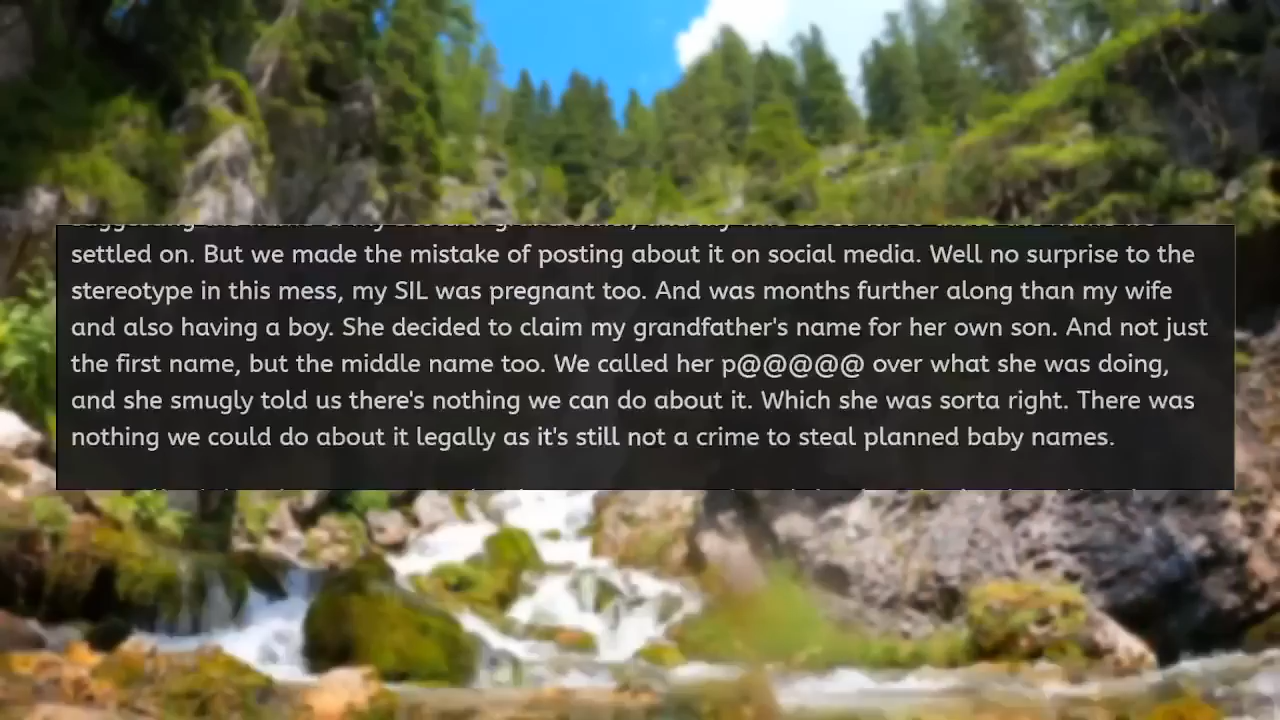 settled on. But we made the mistake of posting about it on social media. Well no surprise to the
stereotype in this mess, my SIL was pregnant too. And was months further along than my wife
and also having a boy. She decided to claim my grandfather's name for her own son. And not just
the first name, but the middle name too. We called her p@@@@@ over what she was doing,
and she smugly told us there's nothing we can do about it. Which she was sorta right. There was
nothing we could do about it legally as it's still not a crime to steal planned baby names.